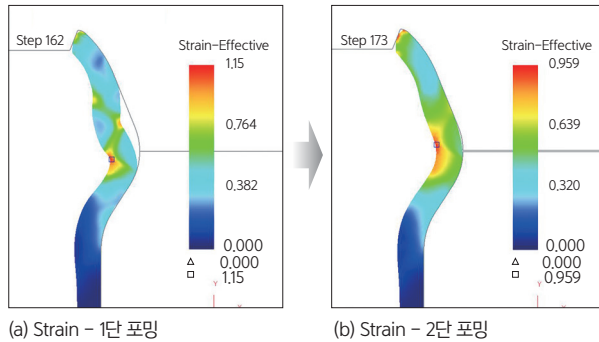 Step 162
Strain-Effective
1.15
0.764
0.382
0.000
△ 0.000
□ 1.15
Y
(a) Strain - 1단 포밍
Step 173
Strain-Effective
0.959
0.639
0.320
0.000
△ 0.000
□ 0.959
Y
(b) Strain - 2단 포밍